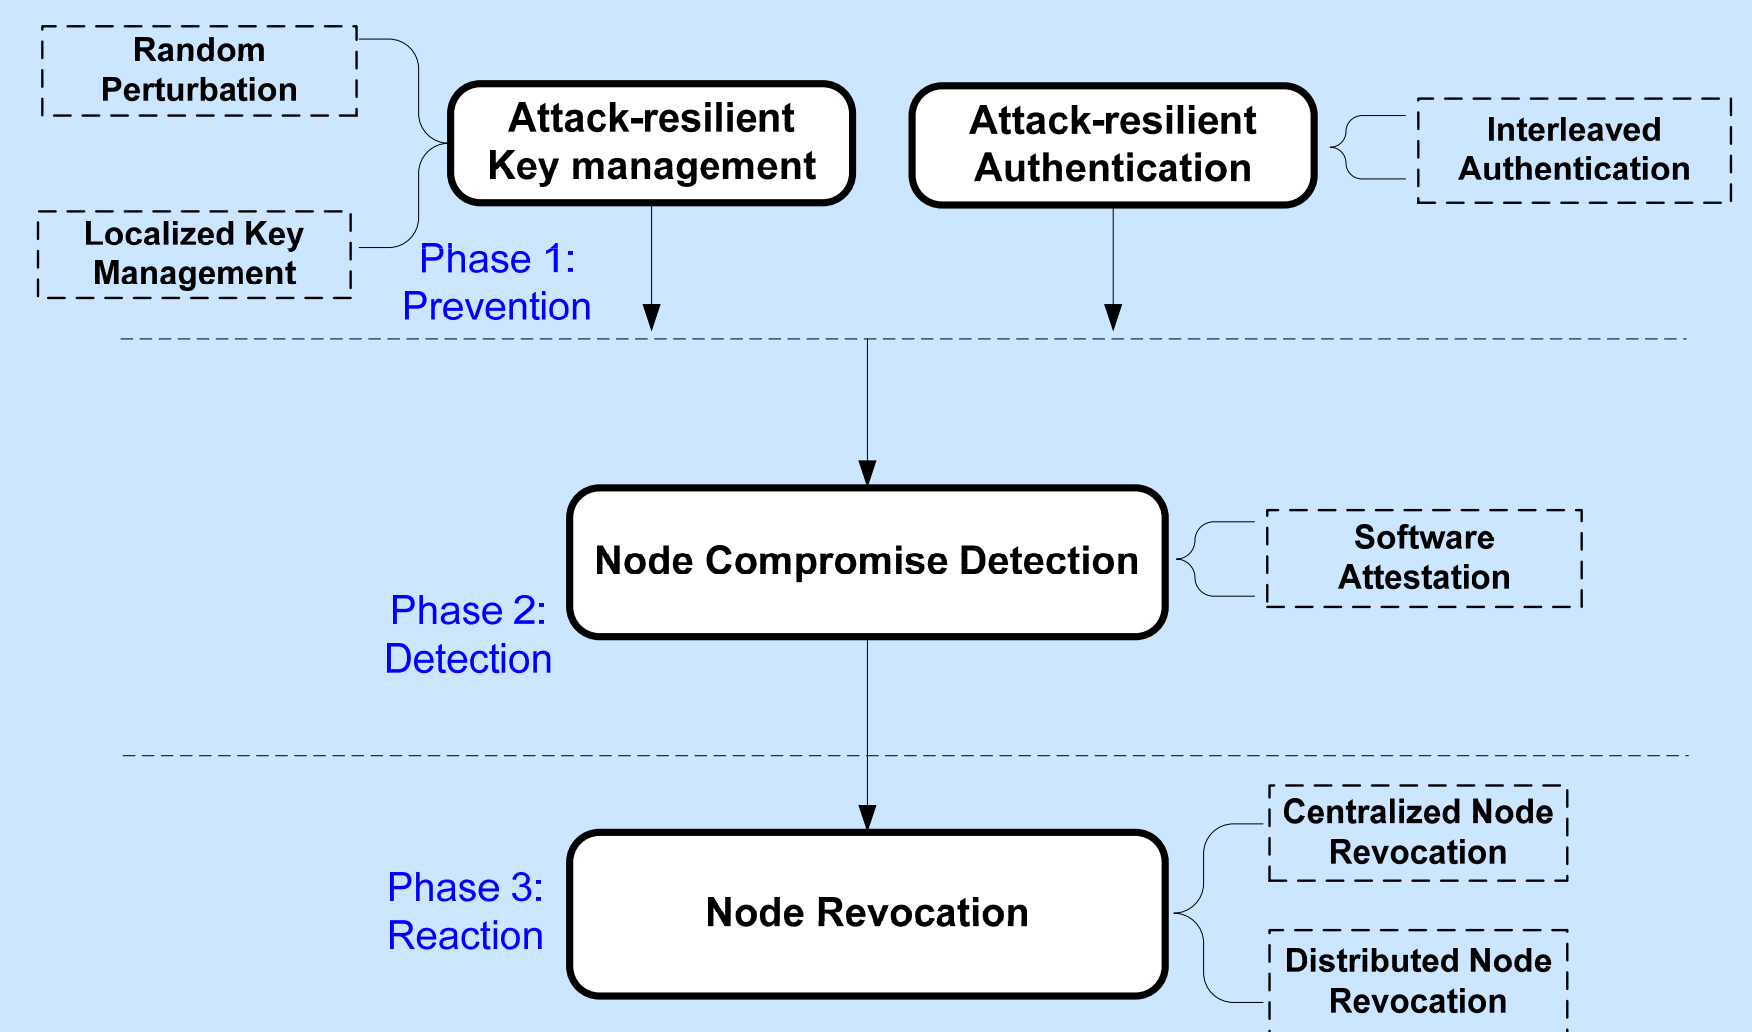 Random
Perturbation
Attack-resilient
Key management
Attack-resilient
Authentication
Interleaved
Authentication
Localized Key
Management
Phase 1:
Prevention
Node Compromise Detection
Software
Attestation
Phase 2:
Detection
Centralized Node
Revocation
Phase 3:
Reaction
Node Revocation
Distributed Node
Revocation